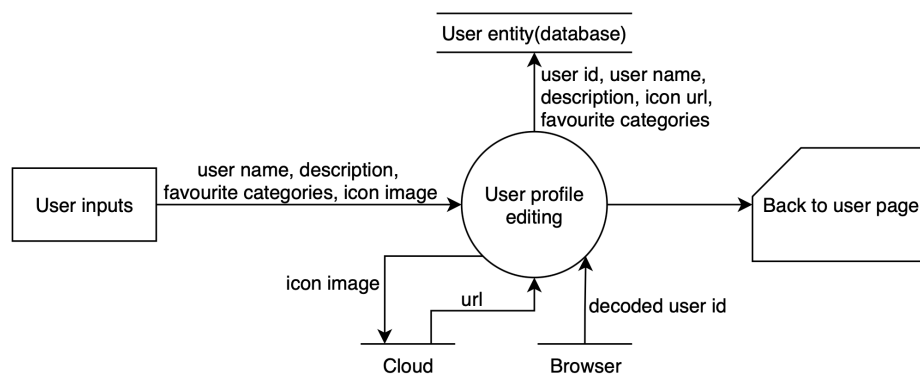 User entity(database)
user id, user name,
description, icon url,
favourite categories
user name, description,
favourite categories, icon image
User inputs
User profile
editing
Back to user page
icon image
url
decoded user id
Cloud
Browser